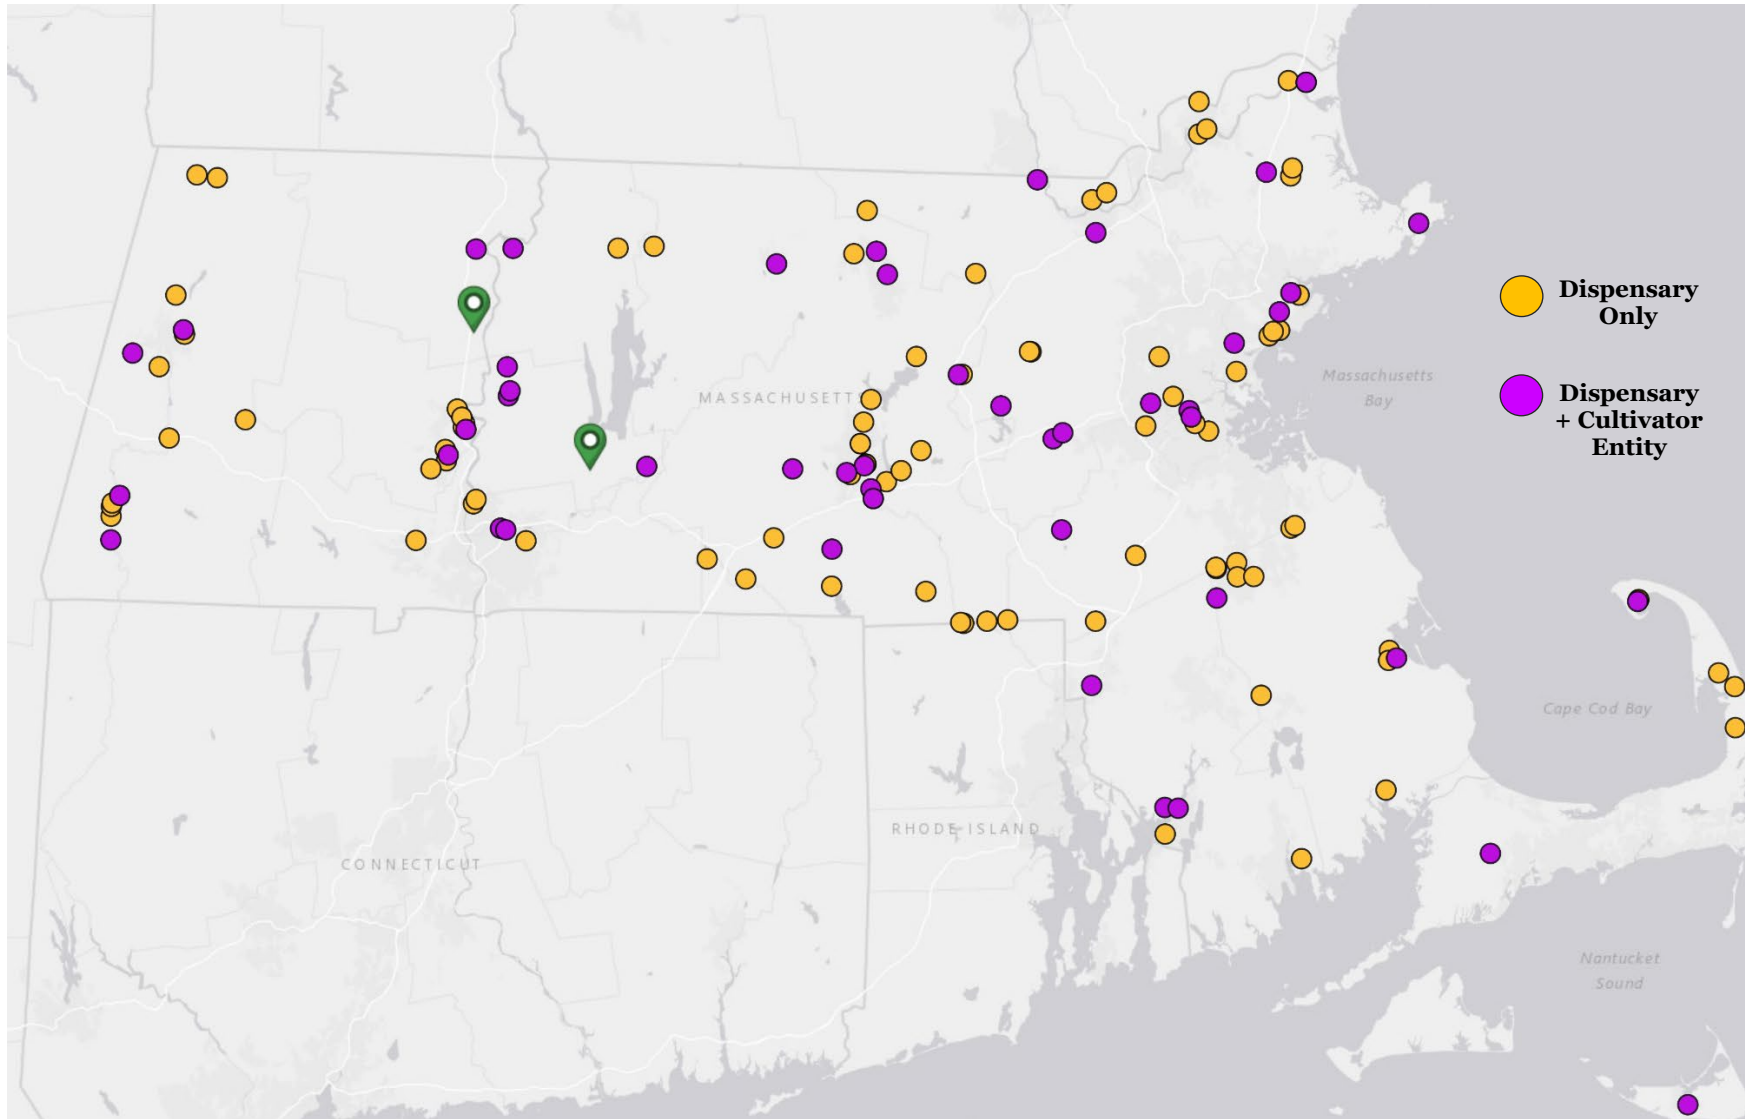 Dispensary
Only
Massachusetts
Bay
MASSACHUSETTS
Dispensary
+ Cultivator
Entity
Cape Cod Bay
RHODE ISLAND
CONNECTICUT
Nantucket
Sound